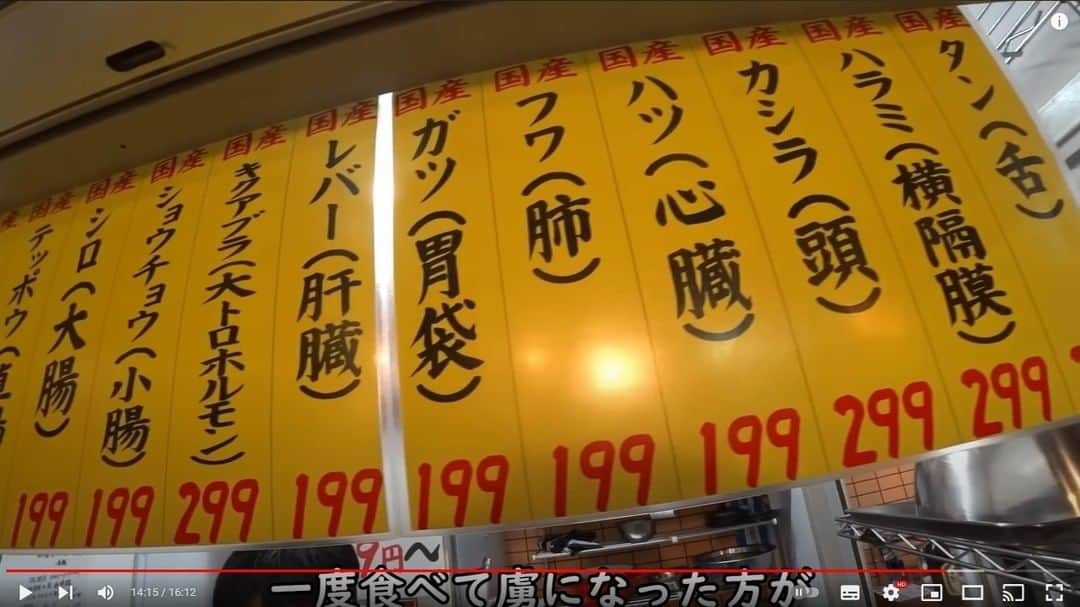 国産
タン(舌)
国産
ハラミ(横隔膜)
299
国産
カシラ(頭)
299
国産
ハツ(心臓)
199
国産
フワ(肺)
199
国産
ガツ(胃袋)
199
国産
レバー(肝臓)
199
国産
キクアブラ(大トロホルモン)
299
国産
ショウチョウ(小腸)
199
国産
シロ(大腸)
199
国産
テッポウ(
9円〜
一度食べて虜になった方が
14:15 / 16:12
HD